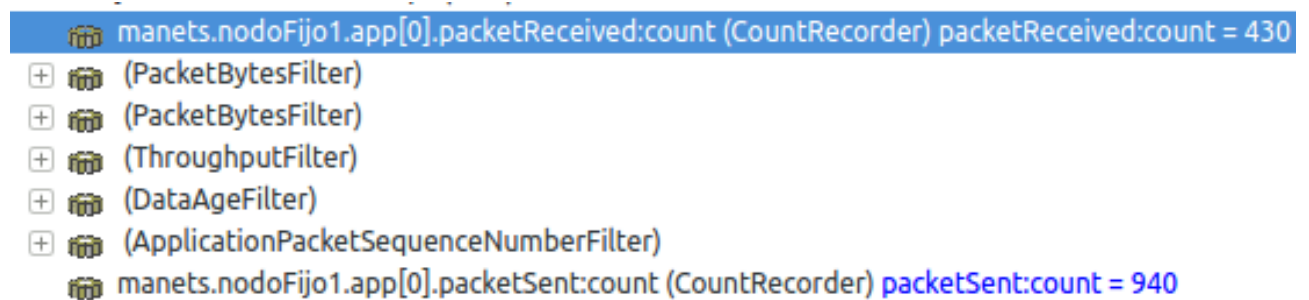 manets.nodoFijo1.app[0].packetReceived:count (CountRecorder) packetReceived:count = 430
(PacketBytesFilter)
(PacketBytesFilter)
(ThroughputFilter)
(DataAgeFilter)
(ApplicationPacketSequenceNumberFilter)
manets.nodoFijo1.app[0].packetSent:count (CountRecorder) packetSent:count = 940